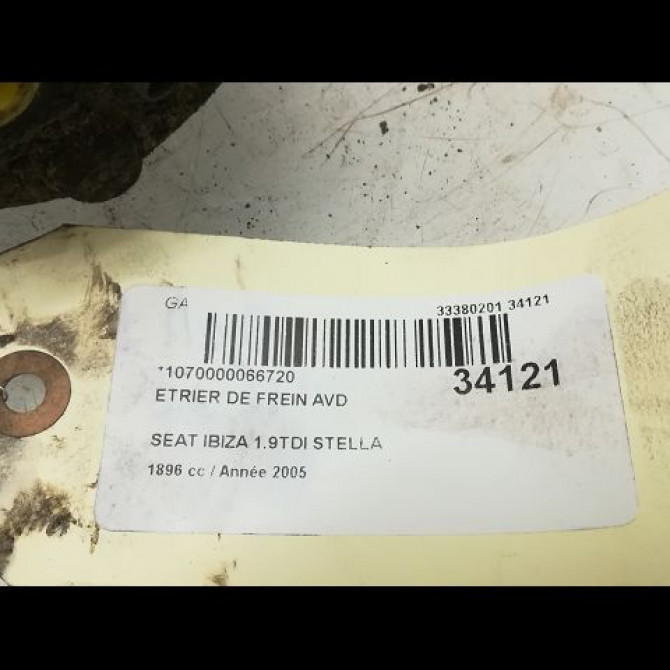 GA 33380201 34121
*1070000066720 34121
ETRIER DE FREIN AVD
SEAT IBIZA 1.9TDI STELLA
1896 cc / Année 2005